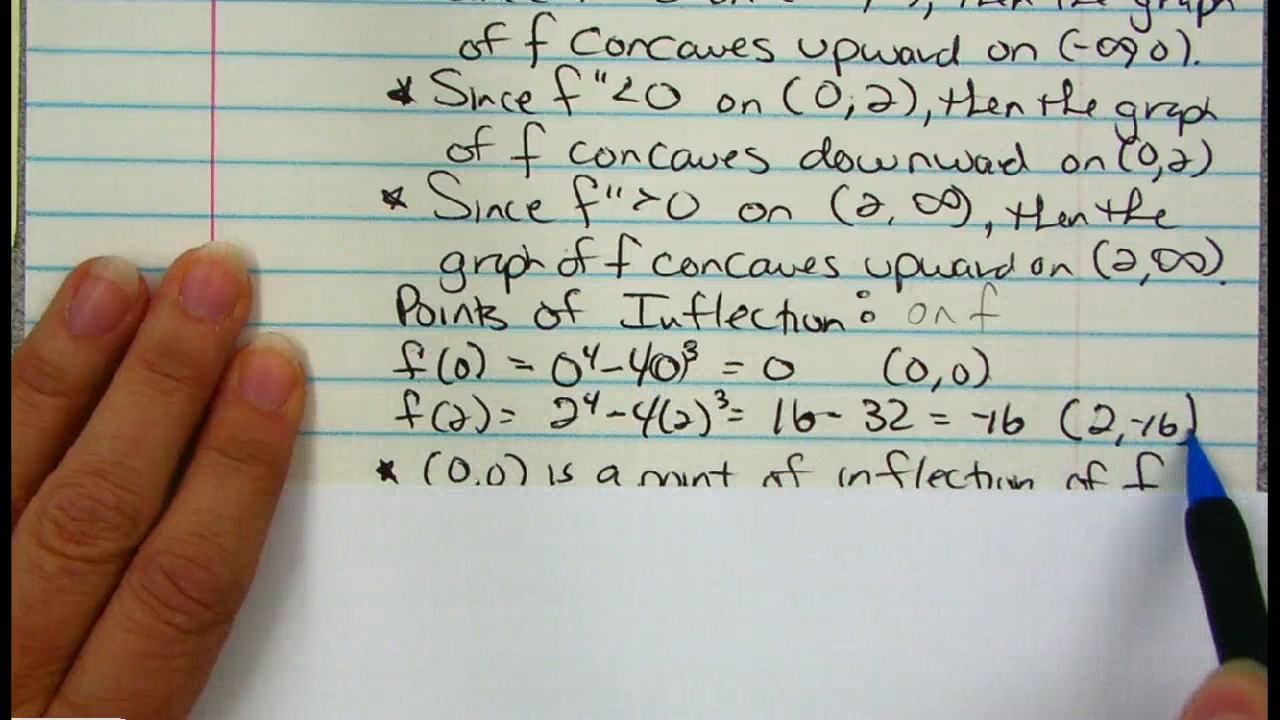 then the graph
of f concaves upward on (-∞,0).
* Since f"<0 on (0,2), then the graph
of f concaves downward on (0,2)
* Since f">0 on (2,∞), then the
graph of f concaves upward on (2,∞).
Points of Inflection: on f
f(0) = 0⁴-4(0)³ = 0 (0,0)
f(2) = 2⁴-4(2)³ = 16-32 = -16 (2,-16)
* (0,0) is a point of inflection of f